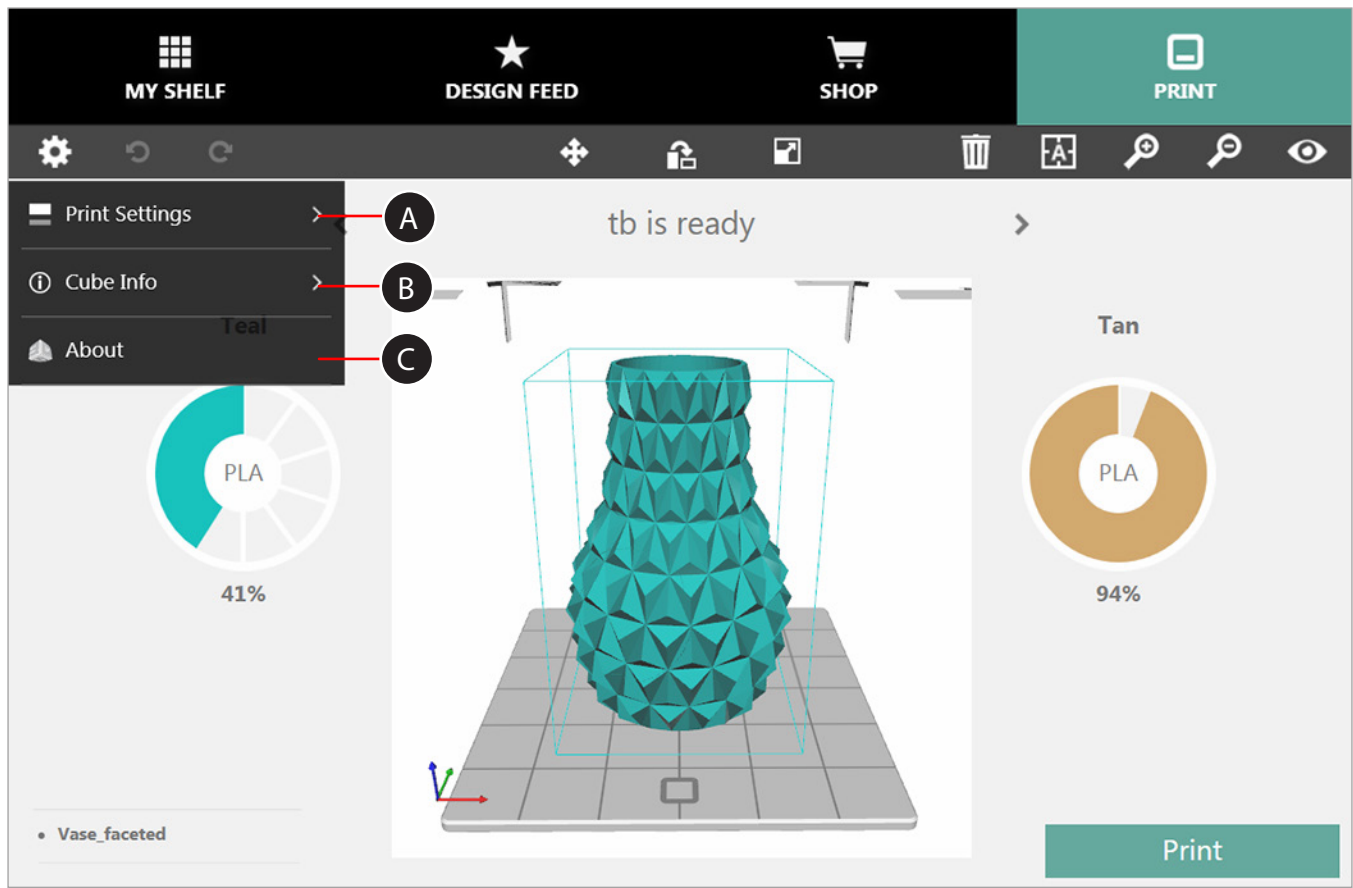 MY SHELF
DESIGN FEED
SHOP
PRINT
A
Print Settings
A
tb is ready
Cube Info
B
Teal
Tan
About
C
PLA
PLA
41%
94%
• Vase_faceted
Print